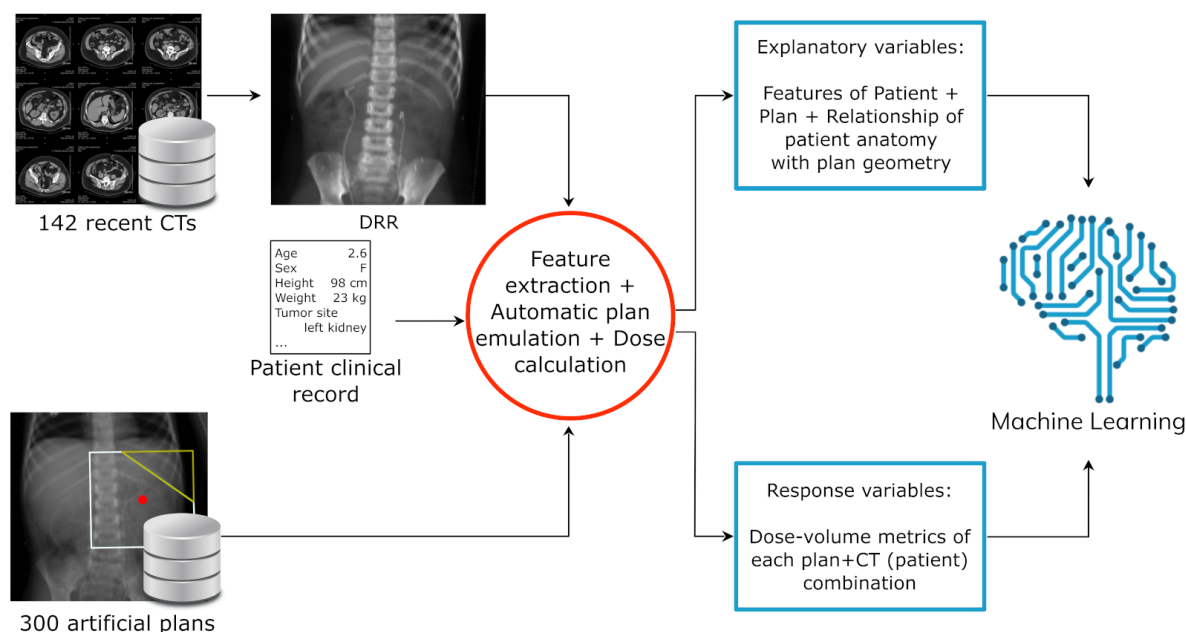 142 recent CTs
DRR
Age 2.6
Sex F
Height 98 cm
Weight 23 kg
Tumor site
left kidney
...
Patient clinical
record
300 artificial plans
Feature
extraction +
Automatic plan
emulation + Dose
calculation
Explanatory variables:
Features of Patient +
Plan + Relationship of
patient anatomy
with plan geometry
Response variables:
Dose-volume metrics of
each plan+CT (patient)
combination
Machine Learning